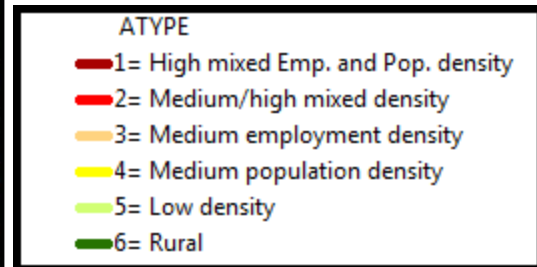 ATYPE
1= High mixed Emp. and Pop. density
2= Medium/high mixed density
3= Medium employment density
4= Medium population density
5= Low density
6= Rural